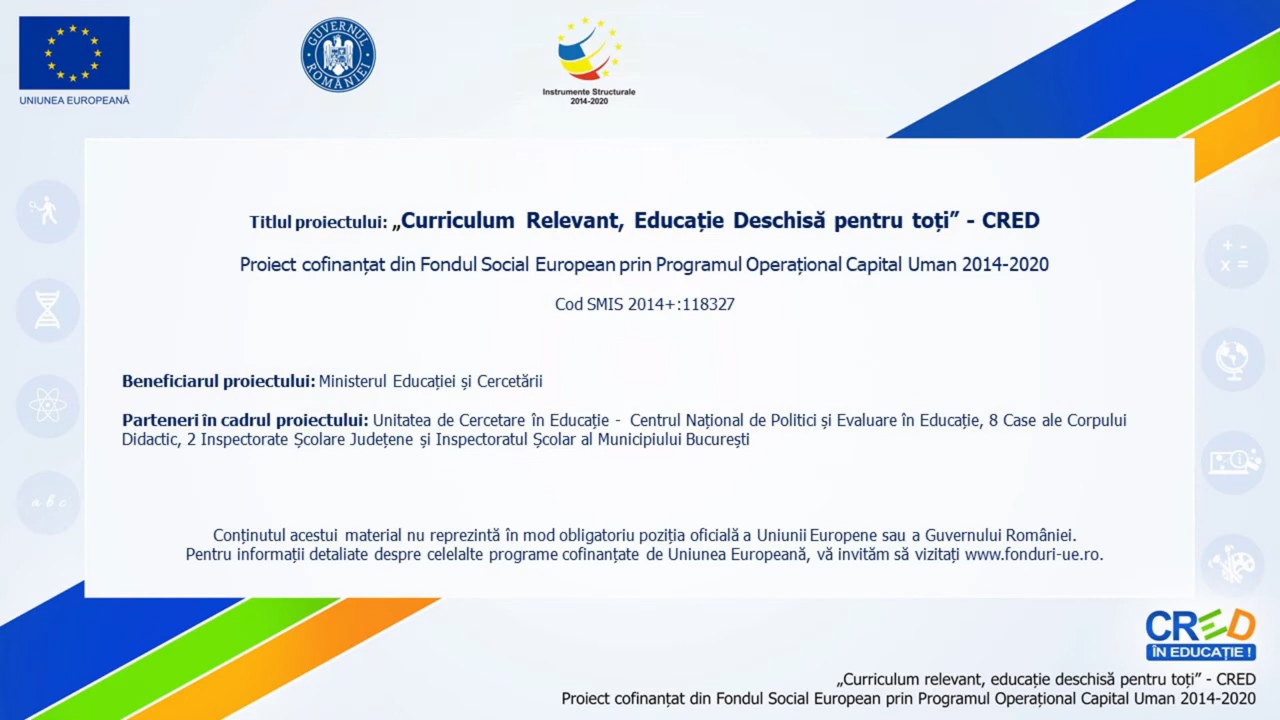 UNIUNEA EUROPEANĂ
GUVERNUL ROMÂNIEI
Instrumente Structurale
2014-2020
Titlul proiectului: „Curriculum Relevant, Educație Deschisă pentru toți” - CRED
Proiect cofinanțat din Fondul Social European prin Programul Operațional Capital Uman 2014-2020
Cod SMIS 2014+:118327
Beneficiarul proiectului: Ministerul Educației și Cercetării
Parteneri în cadrul proiectului: Unitatea de Cercetare în Educație - Centrul Național de Politici și Evaluare în Educație, 8 Case ale Corpului
Didactic, 2 Inspectorate Școlare Județene și Inspectoratul Școlar al Municipiului București
Conținutul acestui material nu reprezintă în mod obligatoriu poziția oficială a Uniunii Europene sau a Guvernului României.
Pentru informații detaliate despre celelalte programe cofinanțate de Uniunea Europeană, vă invităm să vizitați www.fonduri-ue.ro.
+ -
x =
a b c
CRED
ÎN EDUCAȚIE !
„Curriculum relevant, educație deschisă pentru toți” - CRED
Proiect cofinanțat din Fondul Social European prin Programul Operațional Capital Uman 2014-2020